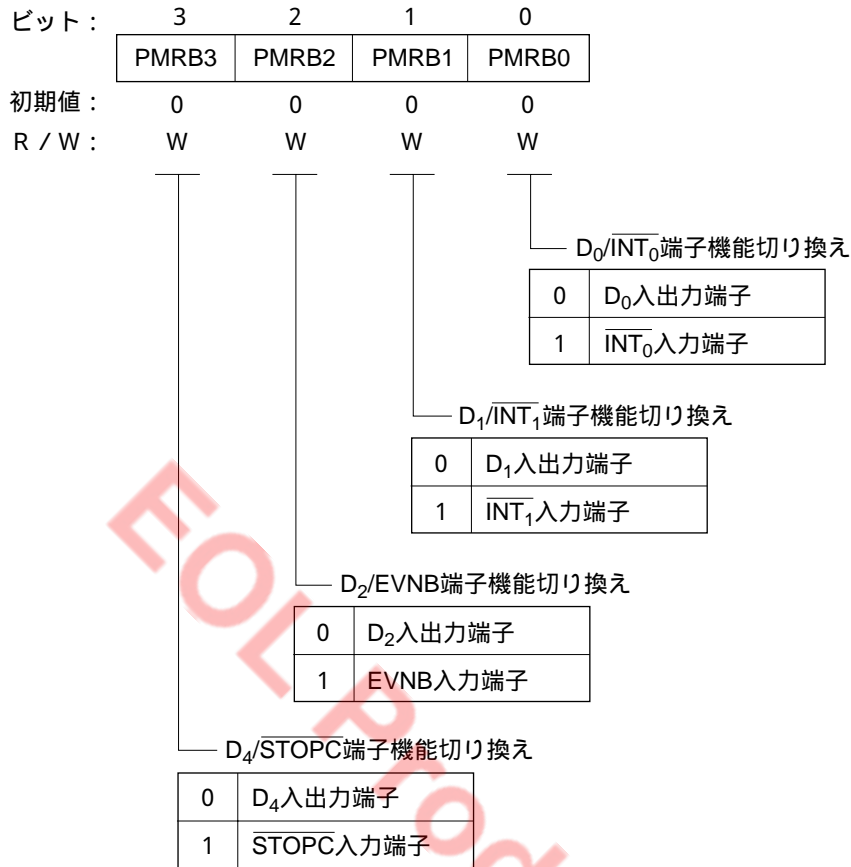 ビット： 3 2 1 0
PMRB3 PMRB2 PMRB1 PMRB0
初期値： 0 0 0 0
R／W： W W W W
D0/INT0端子機能切り換え
0 D0入出力端子
1 INT0入力端子
D1/INT1端子機能切り換え
0 D1入出力端子
1 INT1入力端子
D2/EVNB端子機能切り換え
0 D2入出力端子
1 EVNB入力端子
D4/STOPC端子機能切り換え
0 D4入出力端子
1 STOPC入力端子
EOL Prod